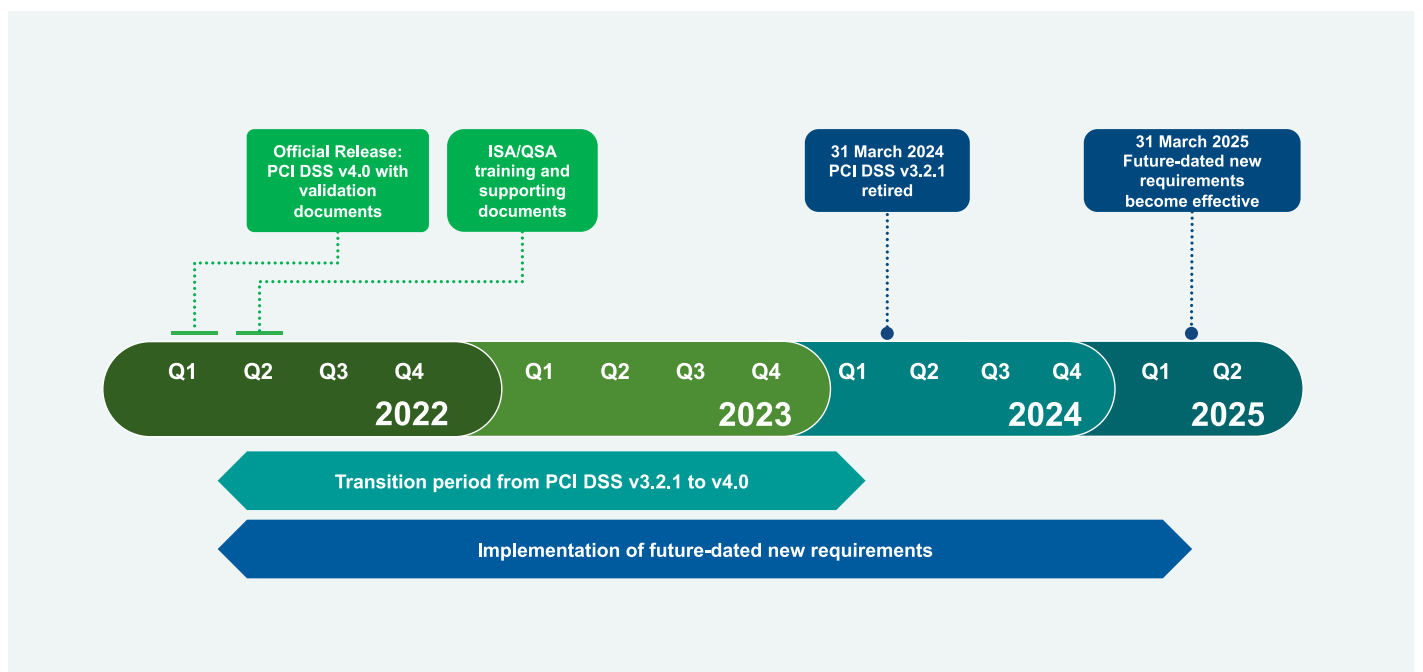 Official Release:
PCI DSS v4.0 with
validation
documents
ISA/QSA
training and
supporting
documents
31 March 2024
PCI DSS v3.2.1
retired
31 March 2025
Future-dated new
requirements
become effective
Q1 Q2 Q3 Q4 Q1 Q2 Q3 Q4 Q1 Q2 Q3 Q4 Q1 Q2
2022 2023 2024 2025
Transition period from PCI DSS v3.2.1 to v4.0
Implementation of future-dated new requirements